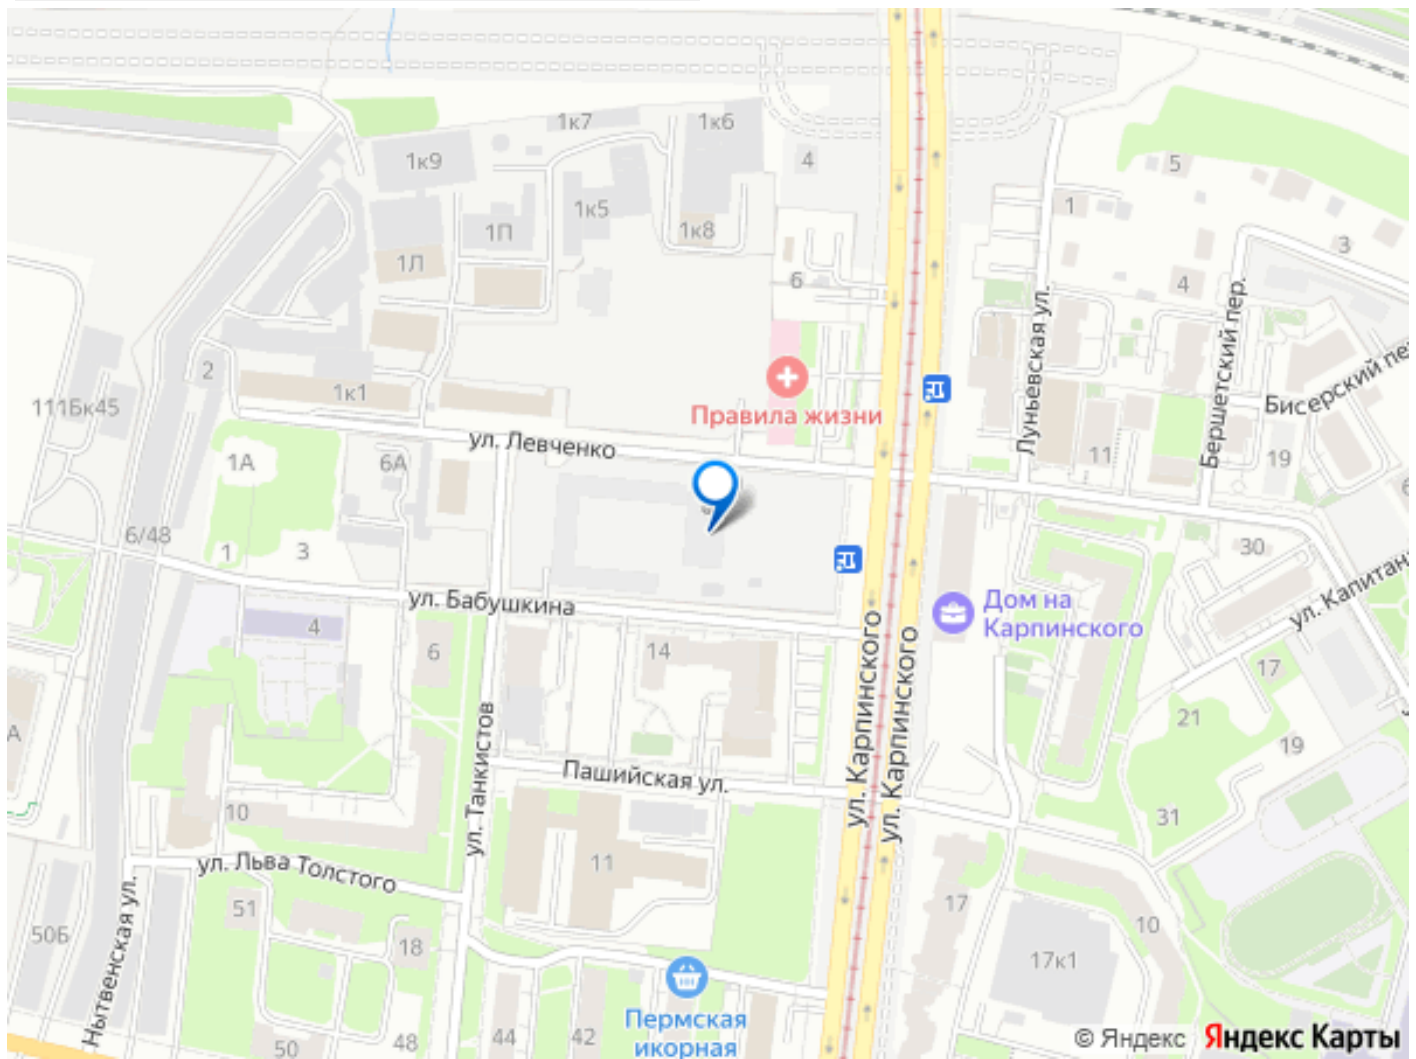 1к7
1к6
1к9
4
5
1к5
1
1П
1к8
3
1Л
6
4
Луньевская ул.
Бершетский пер.
2
1к1
111Бк45
Правила жизни
Бисерский пе
ул. Левченко
1А
6А
11
19
6/48
1
3
30
ул. Бабушкина
ул. Капитан
Дом на
Карпинского
4
6
14
ул. Карпинского
ул. Карпинского
17
21
19
А
ул. Танкистов
Пашийская ул.
10
31
ул. Льва Толстого
11
Нытвенская ул.
51
50Б
18
17
10
17к1
Пермская
икорная
44
42
48
50
© Яндекс Яндекс Карты